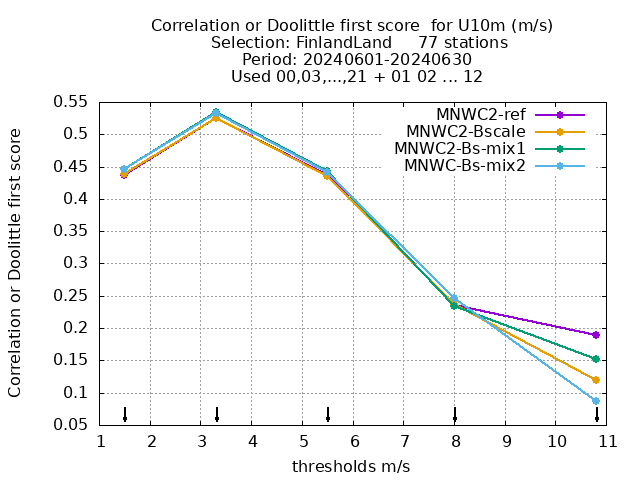 Correlation or Doolittle first score  for U10m (m/s)
Selection: FinlandLand     77 stations
Period: 20240601-20240630
Used 00,03,...,21 + 01 02 ... 12
MNWC2-ref
MNWC2-Bscale
MNWC2-Bs-mix1
MNWC-Bs-mix2
Correlation or Doolittle first score
0.55
0.5
0.45
0.4
0.35
0.3
0.25
0.2
0.15
0.1
0.05
1 2 3 4 5 6 7 8 9 10 11
thresholds m/s